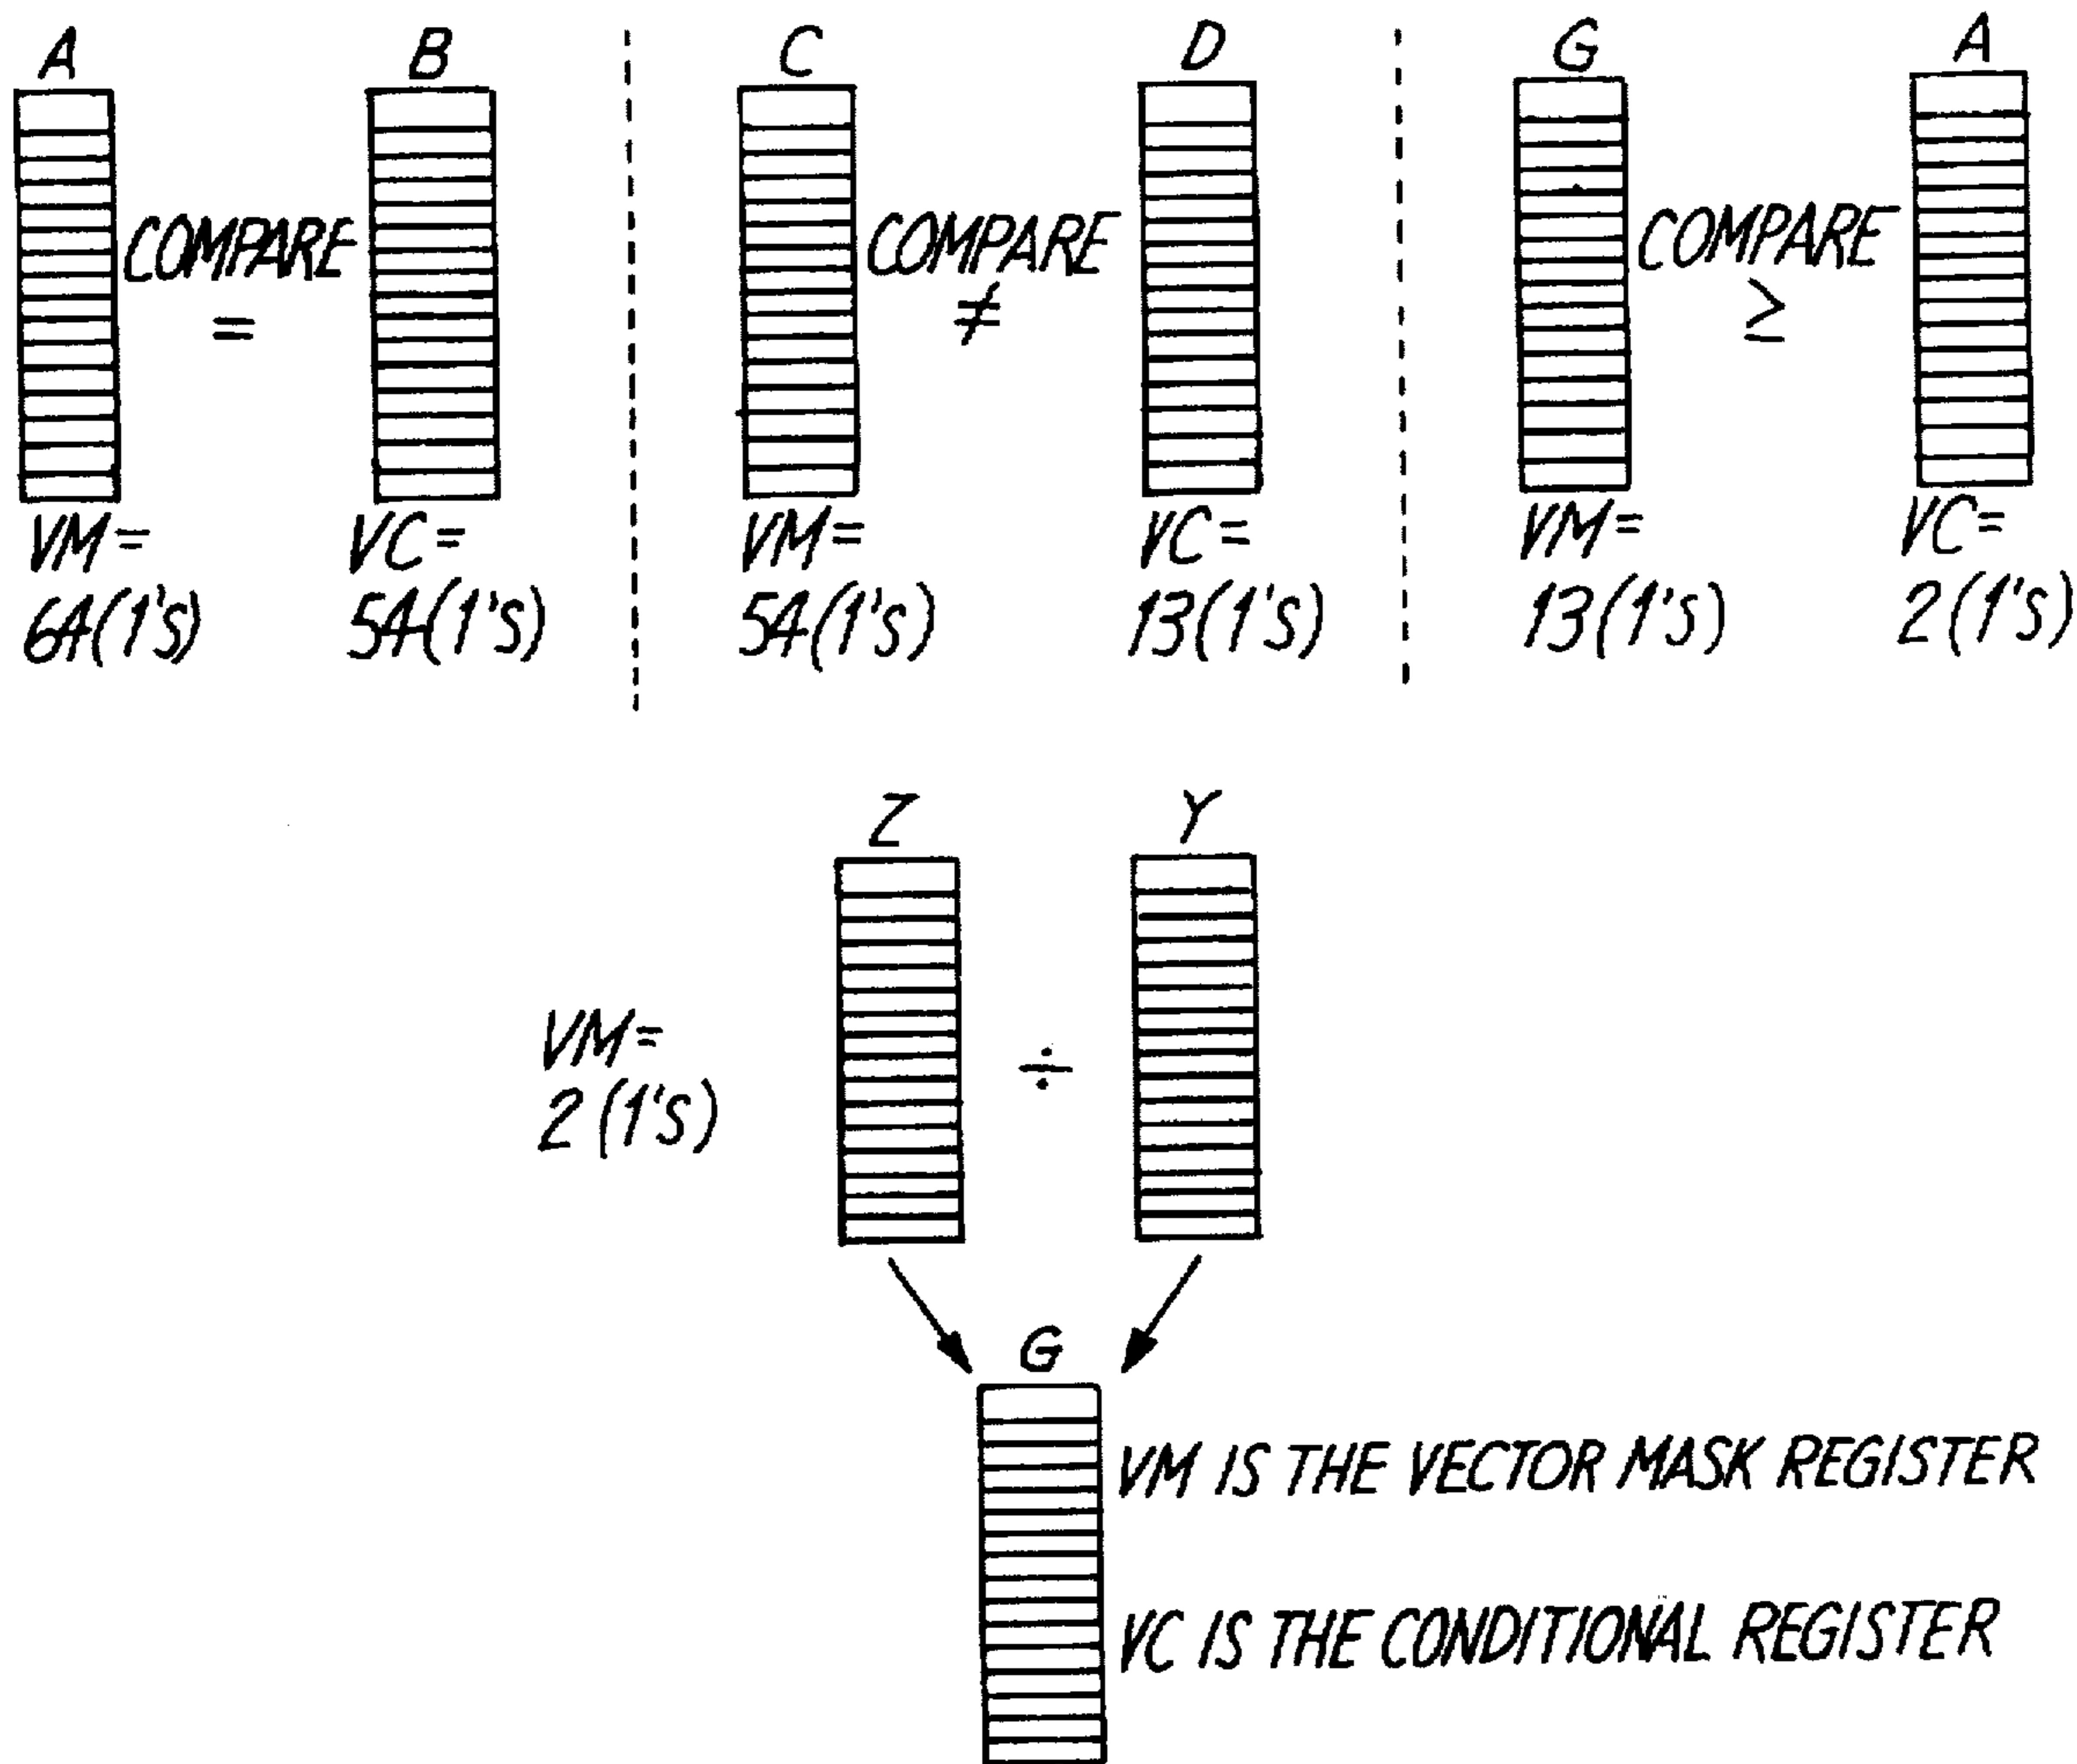 A B C D G A
COMPARE COMPARE COMPARE
= ≠ ≥
VM= VC= VM= VC= VM= VC=
64(1's) 54(1's) 54(1's) 13(1's) 13(1's) 2(1's)
Z Y
VM=
÷
2(1's)
G
VM IS THE VECTOR MASK REGISTER
VC IS THE CONDITIONAL REGISTER